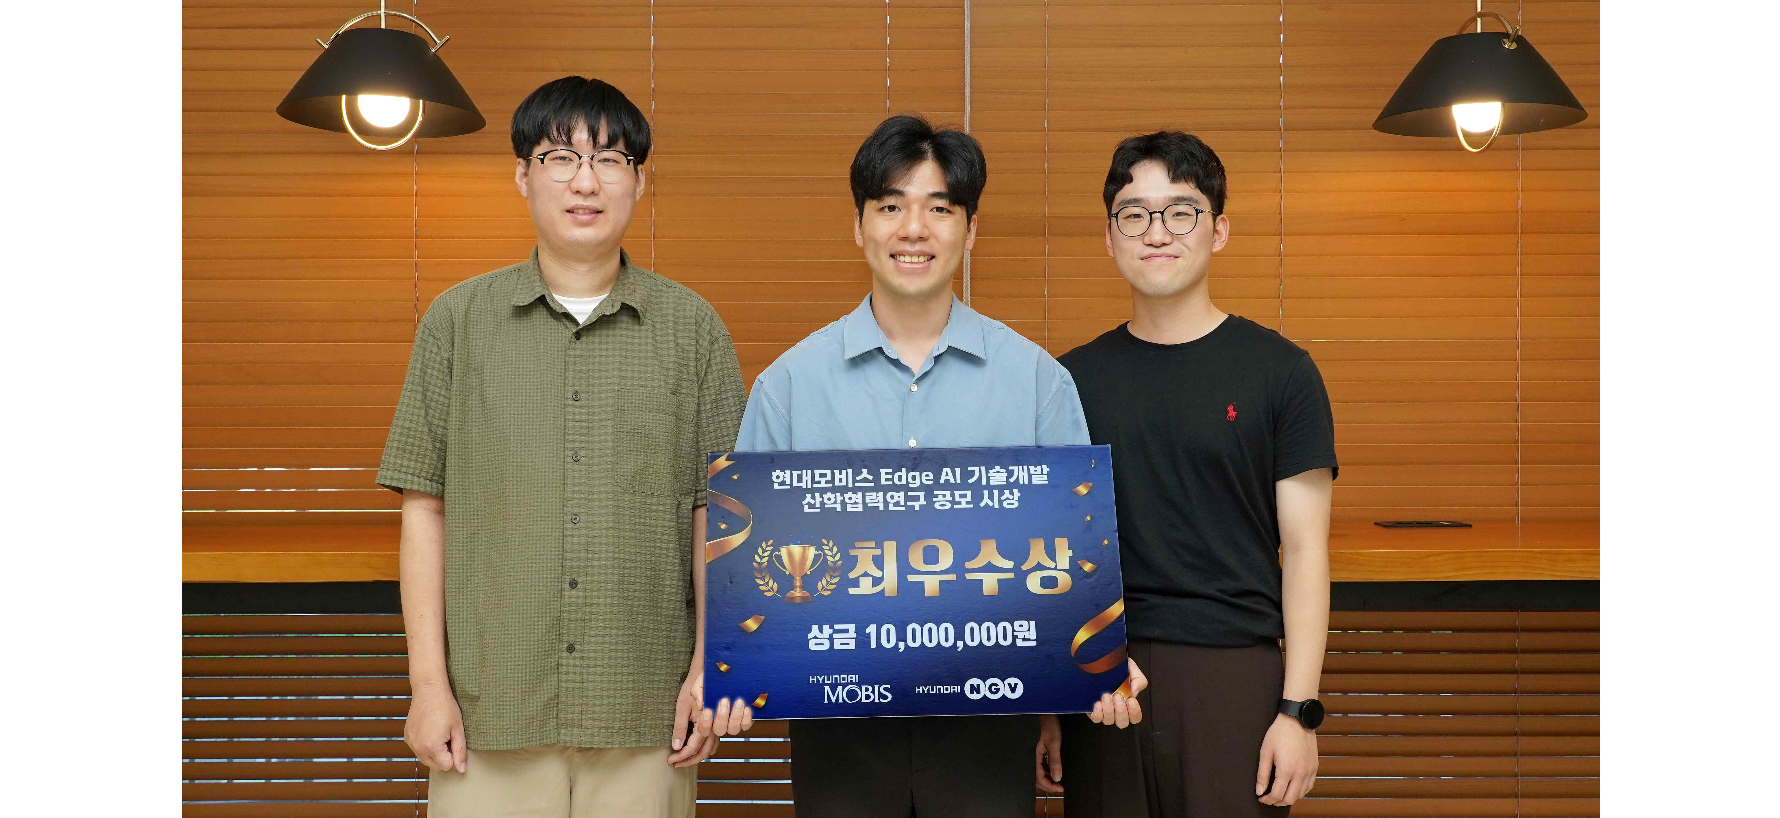 현대모비스 Edge AI 기술개발
산학협력연구 공모 시상
최우수상
상금 10,000,000원
HYUNDAI MOBIS
HYUNDAI NGV